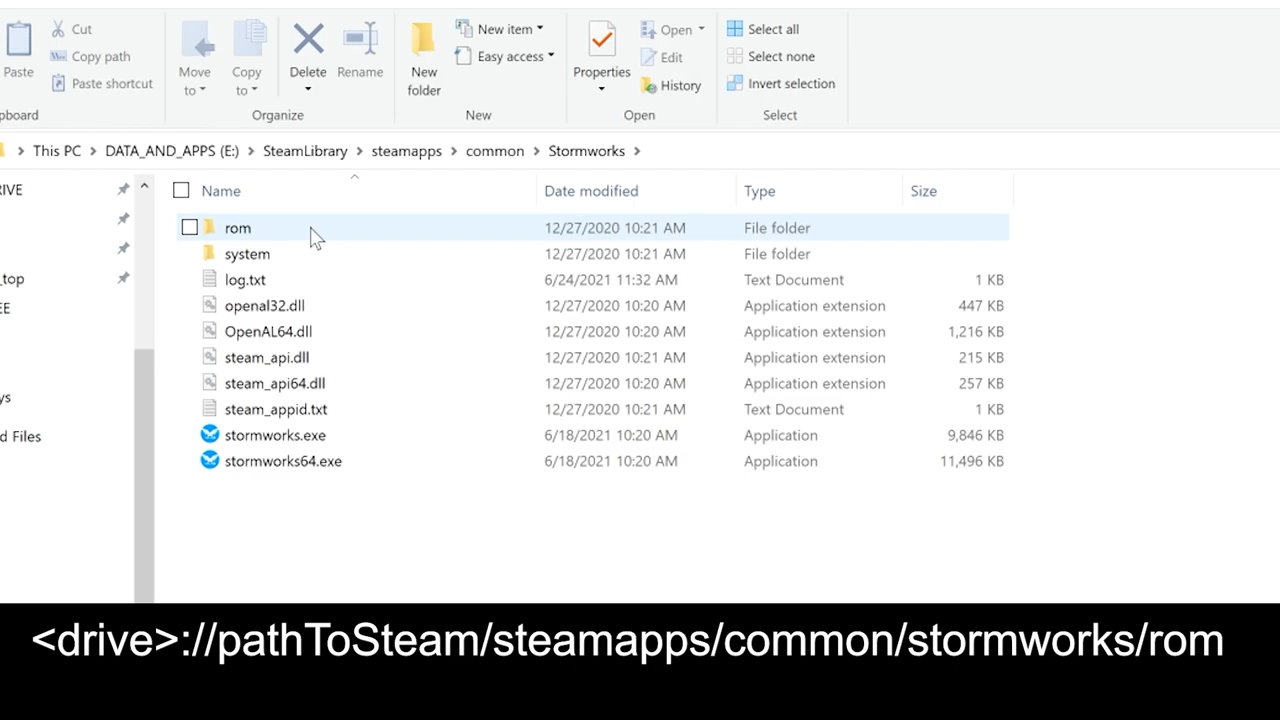 Cut
Copy path
Paste shortcut
Paste
pboard
Move to
Copy to
Delete
Rename
Organize
New folder
New item
Easy access
New
Properties
Open
Edit
History
Open
Select all
Select none
Invert selection
Select
This PC > DATA_AND_APPS (E:) > SteamLibrary > steamapps > common > Stormworks >
RIVE
_top
EE
ys
d Files
Name Date modified Type Size
rom 12/27/2020 10:21 AM File folder
system 12/27/2020 10:21 AM File folder
log.txt 6/24/2021 11:32 AM Text Document 1 KB
openal32.dll 12/27/2020 10:20 AM Application extension 447 KB
OpenAL64.dll 12/27/2020 10:20 AM Application extension 1,216 KB
steam_api.dll 12/27/2020 10:21 AM Application extension 215 KB
steam_api64.dll 12/27/2020 10:20 AM Application extension 257 KB
steam_appid.txt 12/27/2020 10:21 AM Text Document 1 KB
stormworks.exe 6/18/2021 10:20 AM Application 9,846 KB
stormworks64.exe 6/18/2021 10:20 AM Application 11,496 KB
<drive>://pathToSteam/steamapps/common/stormworks/rom